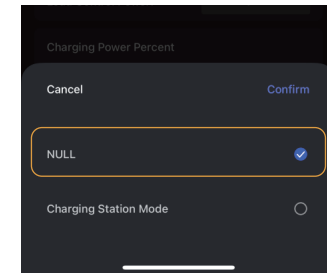 Charging Power Percent
Cancel Confirm
NULL
Charging Station Mode